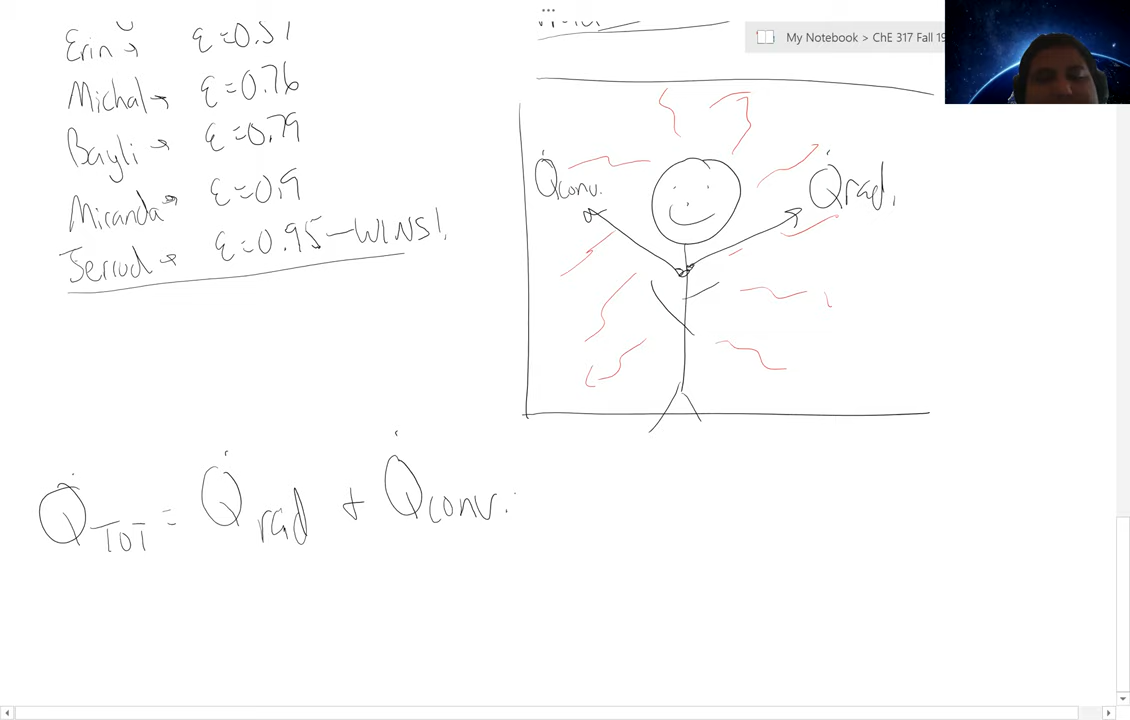 Erin → ε=0.51
Michal → ε=0.76
Bayli → ε=0.79
Miranda → ε=0.9
Jerrod → ε=0.95 - WINS!
My Notebook > ChE 317 Fall 19
Q̇conv.
Q̇rad.
Q̇TOT = Q̇rad + Q̇conv.